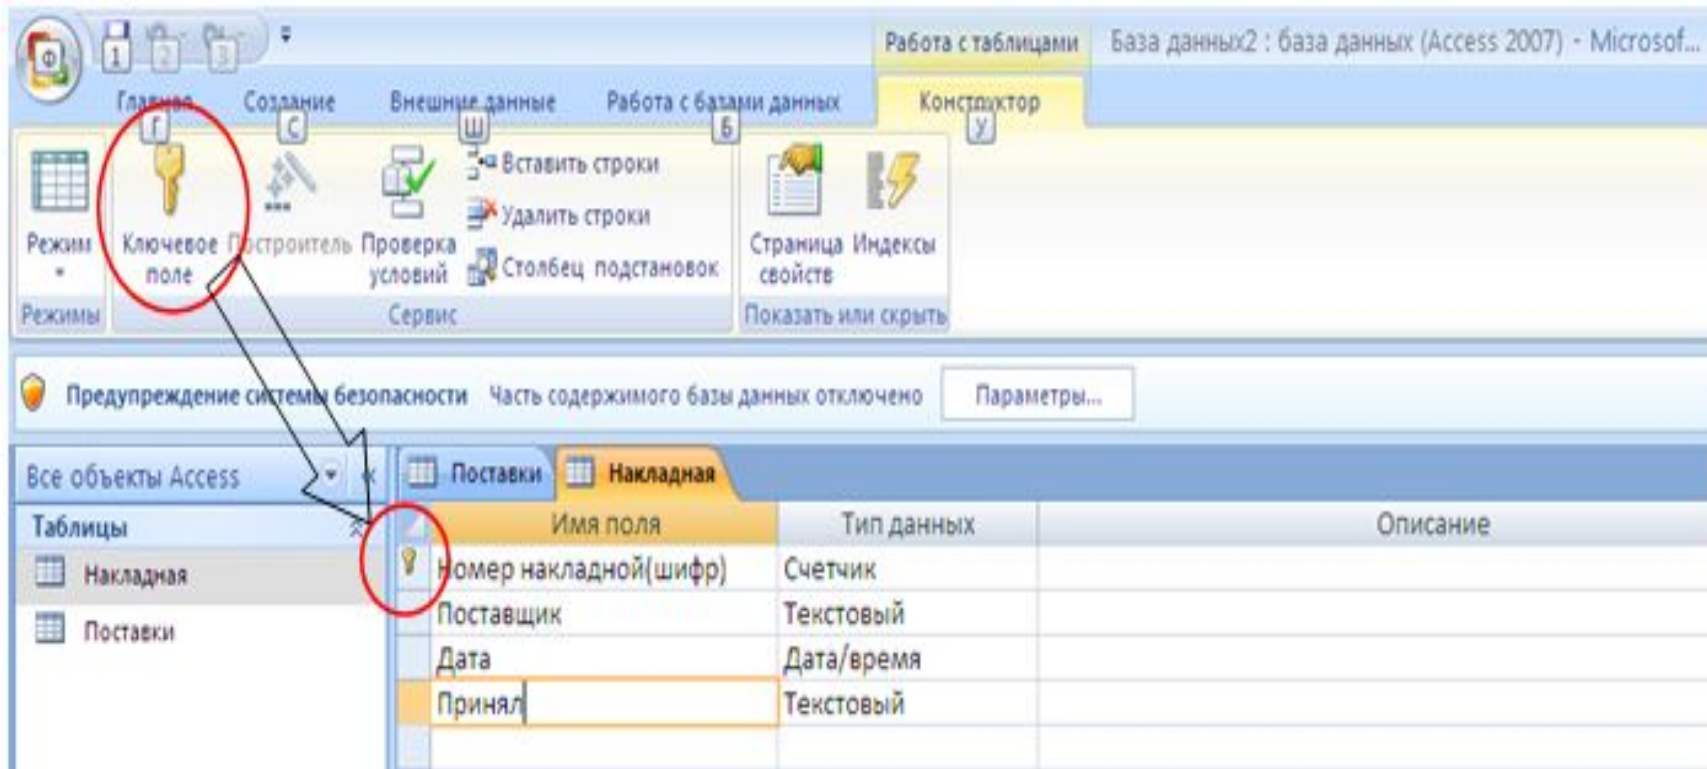 Ф
1
2
3
Работа с таблицами
База данных2 : база данных (Access 2007) - Microsof...
Главная
Создание
Внешние данные
Работа с базами данных
Конструктор
Г
С
Ш
Б
У
Вставить строки
Удалить строки
Столбец подстановок
Режим
Ключевое поле
Построитель
Проверка условий
Страница свойств
Индексы
Режимы
Сервис
Показать или скрыть
Предупреждение системы безопасности Часть содержимого базы данных отключено Параметры...
Все объекты Access
«
Поставки
Накладная
Таблицы
Имя поля
Тип данных
Описание
Накладная
Поставки
Номер накладной(шифр) Счетчик
Поставщик Текстовый
Дата Дата/время
Принял Текстовый